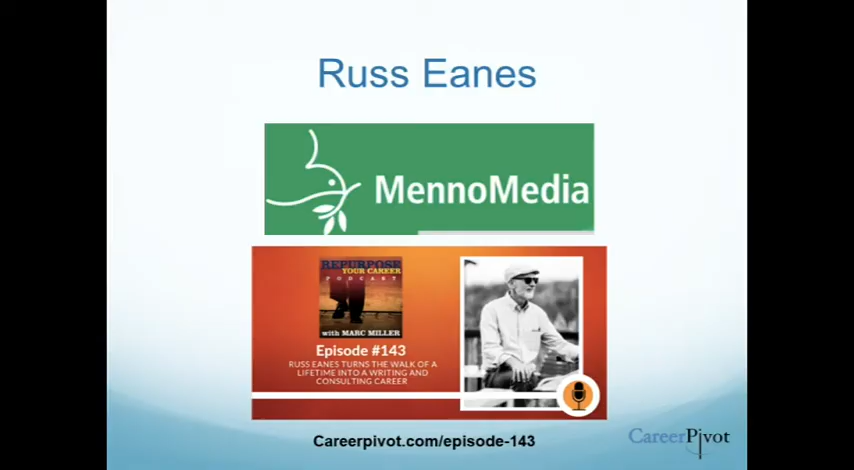 Russ Eanes
MennoMedia
REPURPOSE
YOUR CAREER
PODCAST
with MARC MILLER
Episode #143
RUSS EANES TURNS THE WALK OF A
LIFETIME INTO A WRITING AND
CONSULTING CAREER
Careerpivot.com/episode-143
CareerPivot